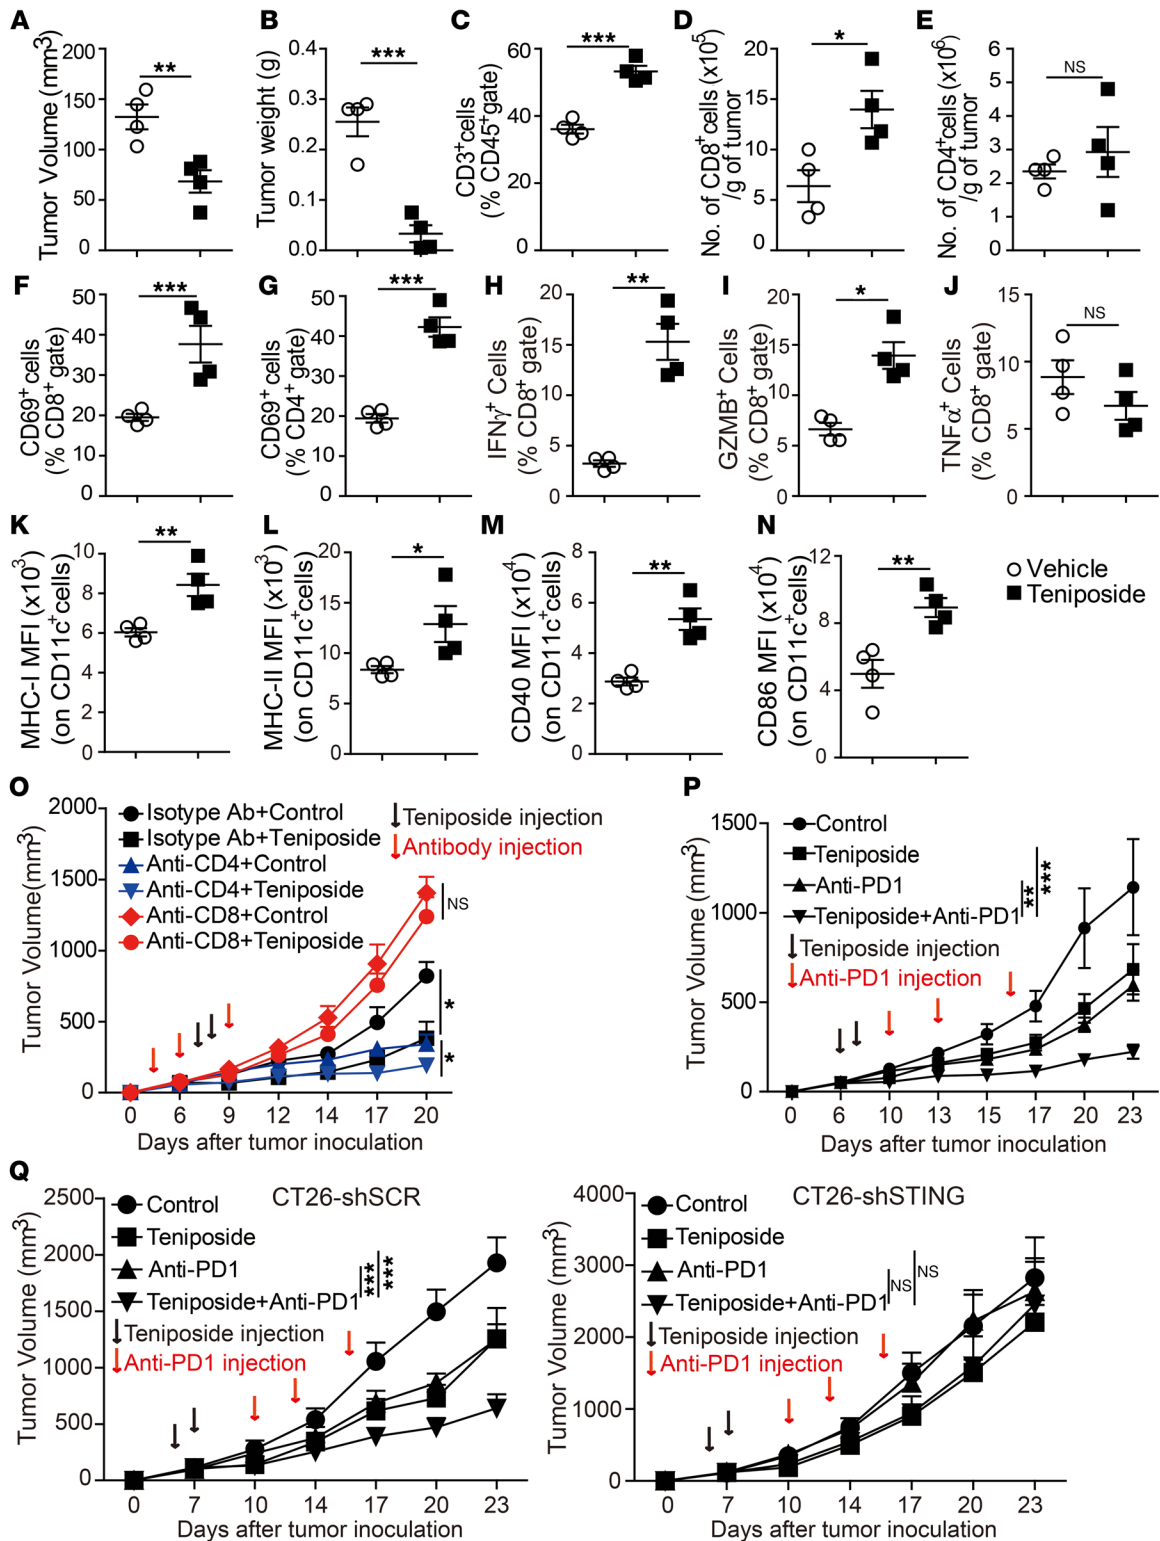 A
Tumor Volume (mm3)
200
150
100
50
0
**
B
Tumor weight (g)
0.4
0.3
0.2
0.1
0.0
***
C
CD3+cells
(% CD45+gate)
60
40
20
0
***
D
No. of CD8+cells (x10^5)
/g of tumor
20
15
10
5
0
*
E
No. of CD4+cells (x10^6)
/g of tumor
6
5
4
3
2
1
0
NS
F
CD69+ cells
(% CD8+ gate)
50
40
30
20
10
0
***
G
CD69+ cells
(% CD4+ gate)
50
40
30
20
10
0
***
H
IFNγ+ Cells
(% CD8+ gate)
20
15
10
5
0
**
I
GZMB+ Cells
(% CD8+ gate)
20
15
10
5
0
*
J
TNFα+ Cells
(% CD8+ gate)
15
10
5
0
NS
K
MHC-I MFI (x10^3)
(on CD11c+cells)
10
8
6
4
2
0
**
L
MHC-II MFI (x10^3)
(on CD11c+cells)
20
15
10
5
0
*
M
CD40 MFI (x10^4)
(on CD11c+cells)
8
6
4
2
0
**
N
CD86 MFI (x10^4)
(on CD11c+cells)
12
8
4
0
**
Vehicle
Teniposide
O
Tumor Volume(mm3)
2000
1500
1000
500
0
Isotype Ab+Control
Isotype Ab+Teniposide
Anti-CD4+Control
Anti-CD4+Teniposide
Anti-CD8+Control
Anti-CD8+Teniposide
Teniposide injection
Antibody injection
NS
*
*
0 6 9 12 14 17 20
Days after tumor inoculation
P
Tumor Volume (mm3)
1500
1000
500
0
Control
Teniposide
Anti-PD1
Teniposide+Anti-PD1
Teniposide injection
Anti-PD1 injection
**
***
0 6 10 13 15 17 20 23
Days after tumor inoculation
Q
CT26-shSCR
Tumor Volume (mm3)
2500
2000
1500
1000
500
0
Control
Teniposide
Anti-PD1
Teniposide+Anti-PD1
Teniposide injection
Anti-PD1 injection
***
***
0 7 10 14 17 20 23
Days after tumor inoculation
CT26-shSTING
Tumor Volume (mm3)
4000
3000
2000
1000
0
Control
Teniposide
Anti-PD1
Teniposide+Anti-PD1
Teniposide injection
Anti-PD1 injection
NS
NS
0 7 10 14 17 20 23
Days after tumor inoculation